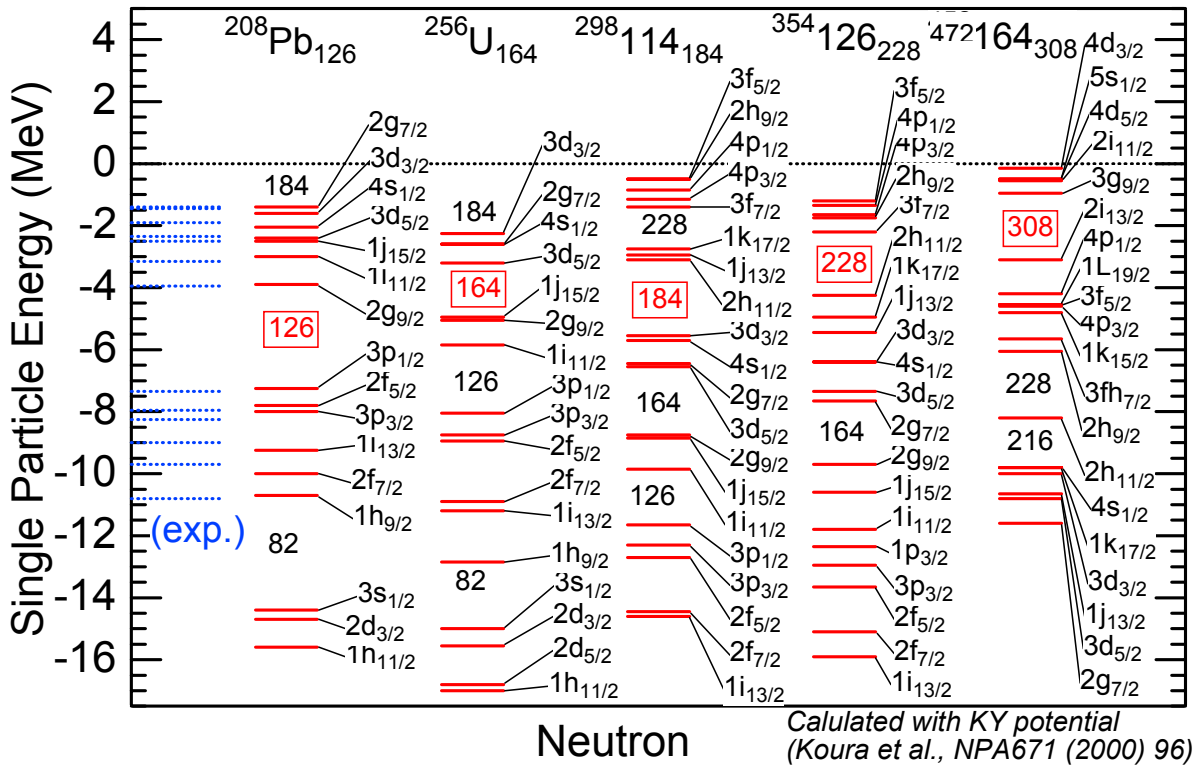 ²⁰⁸Pb₁₂₆
²⁵⁶U₁₆₄
²⁹⁸114₁₈₄
³⁵⁴126₂₂₈
⁴⁷²164₃₀₈
Single Particle Energy (MeV)
4
2
0
-2
-4
-6
-8
-10
-12
-14
-16
(exp.)
2g7/2
3d3/2
4s1/2
3d5/2
1j15/2
1i11/2
2g9/2
3p1/2
2f5/2
3p3/2
1i13/2
2f7/2
1h9/2
3s1/2
2d3/2
1h11/2
184
126
82
3d3/2
2g7/2
4s1/2
3d5/2
1j15/2
2g9/2
1i11/2
3p1/2
3p3/2
2f5/2
2f7/2
1i13/2
1h9/2
3s1/2
2d3/2
2d5/2
1h11/2
184
164
126
82
3f5/2
2h9/2
4p1/2
4p3/2
3f7/2
1k17/2
1j13/2
2h11/2
3d3/2
4s1/2
2g7/2
3d5/2
2g9/2
1j15/2
1i11/2
3p1/2
3p3/2
2f5/2
2f7/2
1i13/2
228
184
164
126
3f5/2
4p1/2
4p3/2
2h9/2
3f7/2
2h11/2
1k17/2
1j13/2
3d3/2
4s1/2
3d5/2
2g7/2
2g9/2
1j15/2
1i11/2
1p3/2
3p3/2
2f5/2
2f7/2
1i13/2
228
164
4d3/2
5s1/2
4d5/2
2i11/2
3g9/2
2i13/2
4p1/2
1L19/2
3f5/2
4p3/2
1k15/2
3fh7/2
2h9/2
2h11/2
4s1/2
1k17/2
3d3/2
1j13/2
3d5/2
2g7/2
308
228
216
Neutron
Calulated with KY potential
(Koura et al., NPA671 (2000) 96)